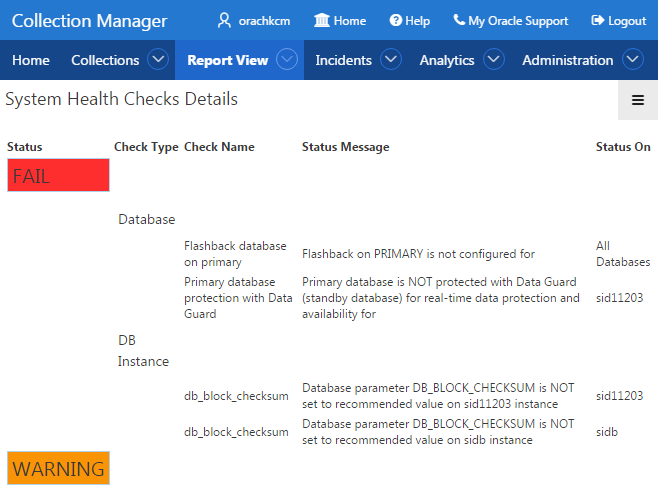 Collection Manager orachkcm Home Help My Oracle Support Logout
Home Collections Report View Incidents Analytics Administration
System Health Checks Details
Status Check Type Check Name Status Message Status On
FAIL
Database
Flashback database
on primary
Flashback on PRIMARY is not configured for
All
Databases
Primary database
protection with Data
Guard
Primary database is NOT protected with Data Guard
(standby database) for real-time data protection and
availability for
sid11203
DB
Instance
db_block_checksum
Database parameter DB_BLOCK_CHECKSUM is NOT
set to recommended value on sid11203 instance
sid11203
db_block_checksum
Database parameter DB_BLOCK_CHECKSUM is NOT
set to recommended value on sidb instance
sidb
WARNING